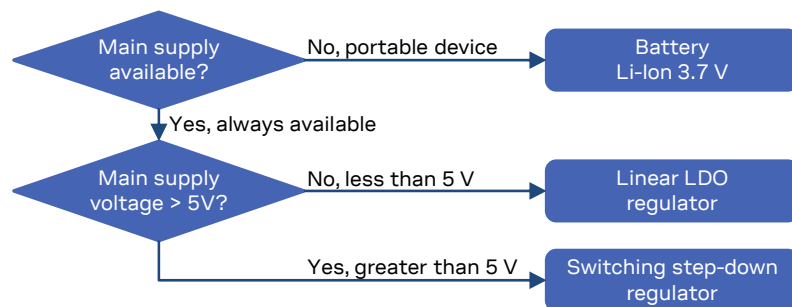 Main supply
available?
No, portable device
Battery
Li-Ion 3.7 V
Yes, always available
Main supply
voltage > 5V?
No, less than 5 V
Linear LDO
regulator
Yes, greater than 5 V
Switching step-down
regulator